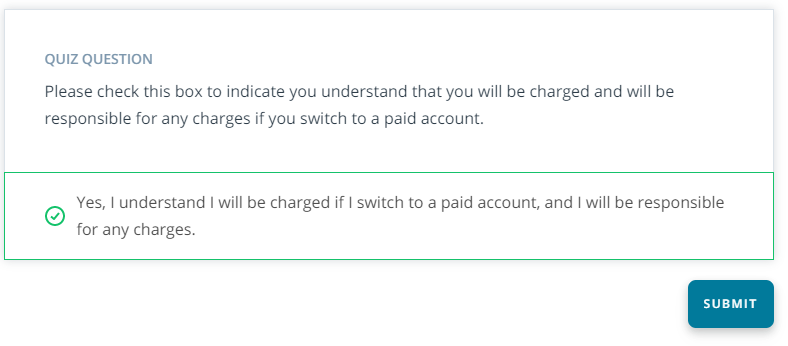 QUIZ QUESTION
Please check this box to indicate you understand that you will be charged and will be
responsible for any charges if you switch to a paid account.
Yes, I understand I will be charged if I switch to a paid account, and I will be responsible
for any charges.
SUBMIT